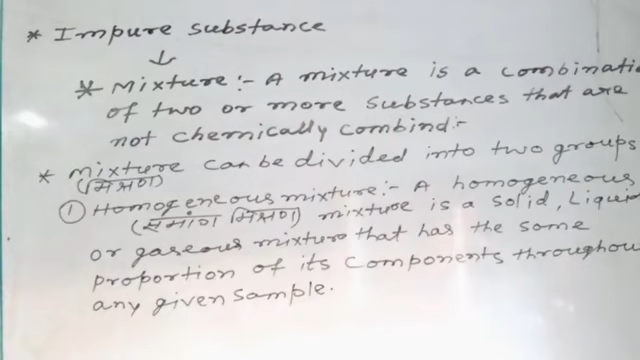 * Impure substance
↓
* Mixture :- A mixture is a combinati
of two or more substances that are
not chemically combind :-
* Mixture can be divided into two groups
(मिश्रण)
① Homogeneous mixture :- A homogeneous
(समांग मिश्रण) mixture is a solid, Liqui
or gaseous mixture that has the same
proportion of its components throughou
any given sample.